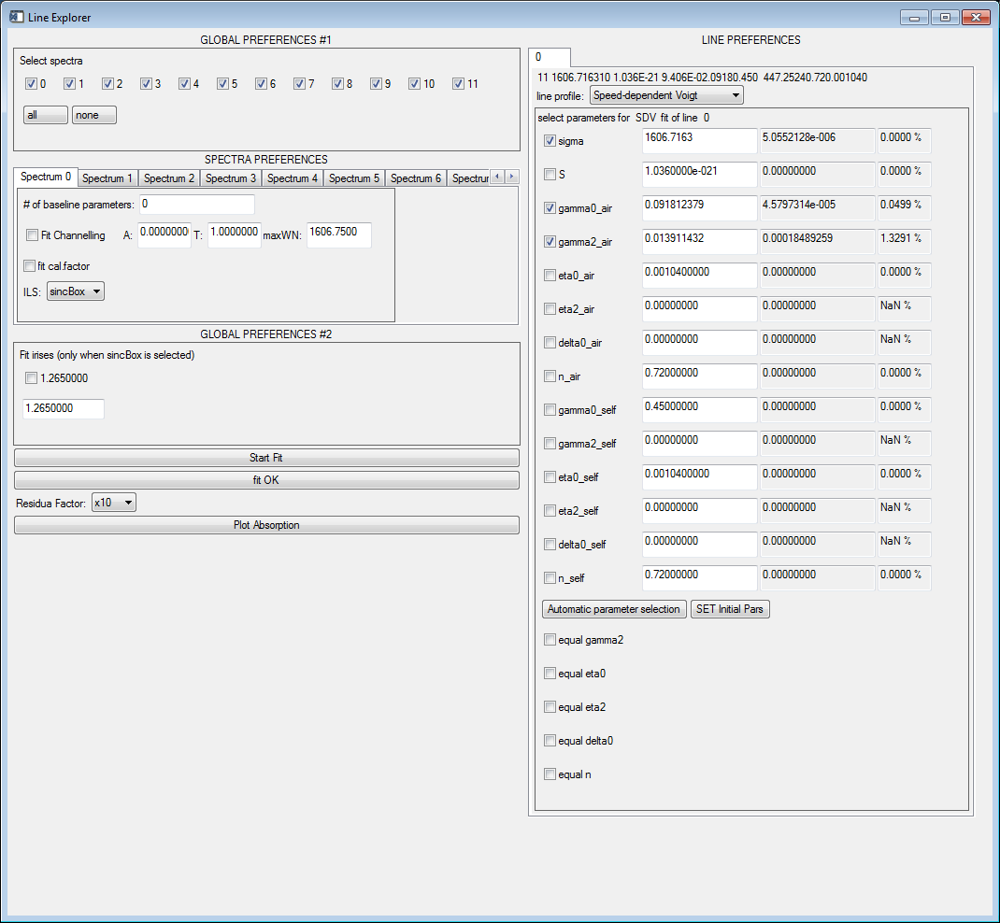 Line Explorer
GLOBAL PREFERENCES #1
Select spectra
0 1 2 3 4 5 6 7 8 9 10 11
all none
SPECTRA PREFERENCES
Spectrum 0 Spectrum 1 Spectrum 2 Spectrum 3 Spectrum 4 Spectrum 5 Spectrum 6 Spectrur
# of baseline parameters: 0
Fit Channelling A: 0.0000000 T: 1.0000000 maxWN: 1606.7500
fit cal.factor
ILS: sincBox
GLOBAL PREFERENCES #2
Fit irises (only when sincBox is selected)
1.2650000
1.2650000
Start Fit
fit OK
Residua Factor: x10
Plot Absorption
LINE PREFERENCES
0
11 1606.716310 1.036E-21 9.406E-02.09180.450 447.25240.720.001040
line profile: Speed-dependent Voigt
select parameters for SDV fit of line 0
sigma 1606.7163 5.0552128e-006 0.0000 %
S 1.0360000e-021 0.00000000 0.0000 %
gamma0_air 0.091812379 4.5797314e-005 0.0499 %
gamma2_air 0.013911432 0.00018489259 1.3291 %
eta0_air 0.0010400000 0.00000000 0.0000 %
eta2_air 0.00000000 0.00000000 NaN %
delta0_air 0.00000000 0.00000000 NaN %
n_air 0.72000000 0.00000000 0.0000 %
gamma0_self 0.45000000 0.00000000 0.0000 %
gamma2_self 0.00000000 0.00000000 NaN %
eta0_self 0.0010400000 0.00000000 0.0000 %
eta2_self 0.00000000 0.00000000 NaN %
delta0_self 0.00000000 0.00000000 NaN %
n_self 0.72000000 0.00000000 0.0000 %
Automatic parameter selection SET Initial Pars
equal gamma2
equal eta0
equal eta2
equal delta0
equal n